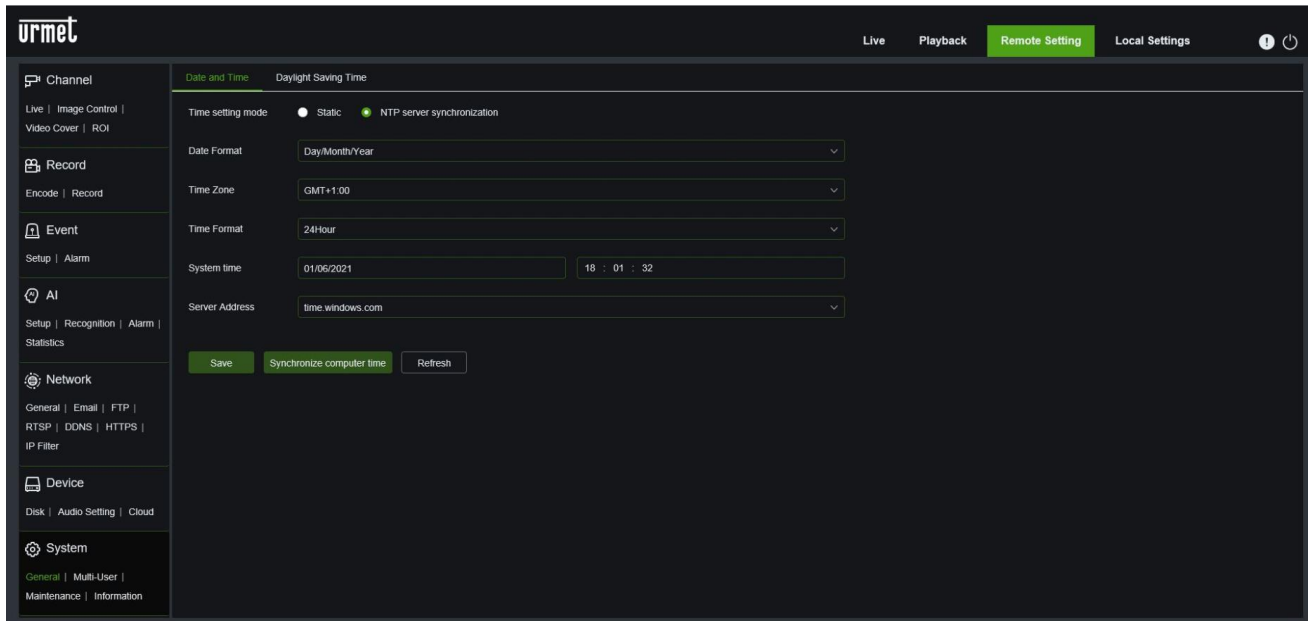 urmet
Live Playback Remote Setting Local Settings
Channel
Live | Image Control |
Video Cover | ROI
Record
Encode | Record
Event
Setup | Alarm
AI
Setup | Recognition | Alarm |
Statistics
Network
General | Email | FTP |
RTSP | DDNS | HTTPS |
IP Filter
Device
Disk | Audio Setting | Cloud
System
General | Multi-User |
Maintenance | Information
Date and Time Daylight Saving Time
Time setting mode Static NTP server synchronization
Date Format Day/Month/Year
Time Zone GMT+1:00
Time Format 24Hour
System time 01/06/2021 18 : 01 : 32
Server Address time.windows.com
Save Synchronize computer time Refresh